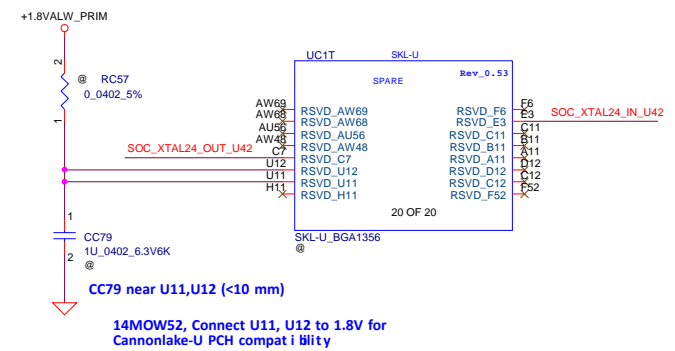 +1.8VALW_PRIM
2
@ RC57
0_0402_5%
1
UC1T SKL-U
SPARE Rev_0.53
AW69 RSVD_AW69 RSVD_F6 F6
AW68 RSVD_AW68 RSVD_E3 E3 SOC_XTAL24_IN_U42
AU56 RSVD_AU56 RSVD_C11 C11
AW48 RSVD_AW48 RSVD_B11 B11
SOC_XTAL24_OUT_U42 C7 RSVD_C7 RSVD_A11 A11
U12 RSVD_U12 RSVD_D12 D12
U11 RSVD_U11 RSVD_C12 C12
H11 RSVD_H11 RSVD_F52 F52
20 OF 20
SKL-U_BGA1356
@
1
CC79
1U_0402_6.3V6K
2
@
CC79 near U11,U12 (<10 mm)
14MOW52, Connect U11, U12 to 1.8V for
Cannonlake-U PCH compat i blity